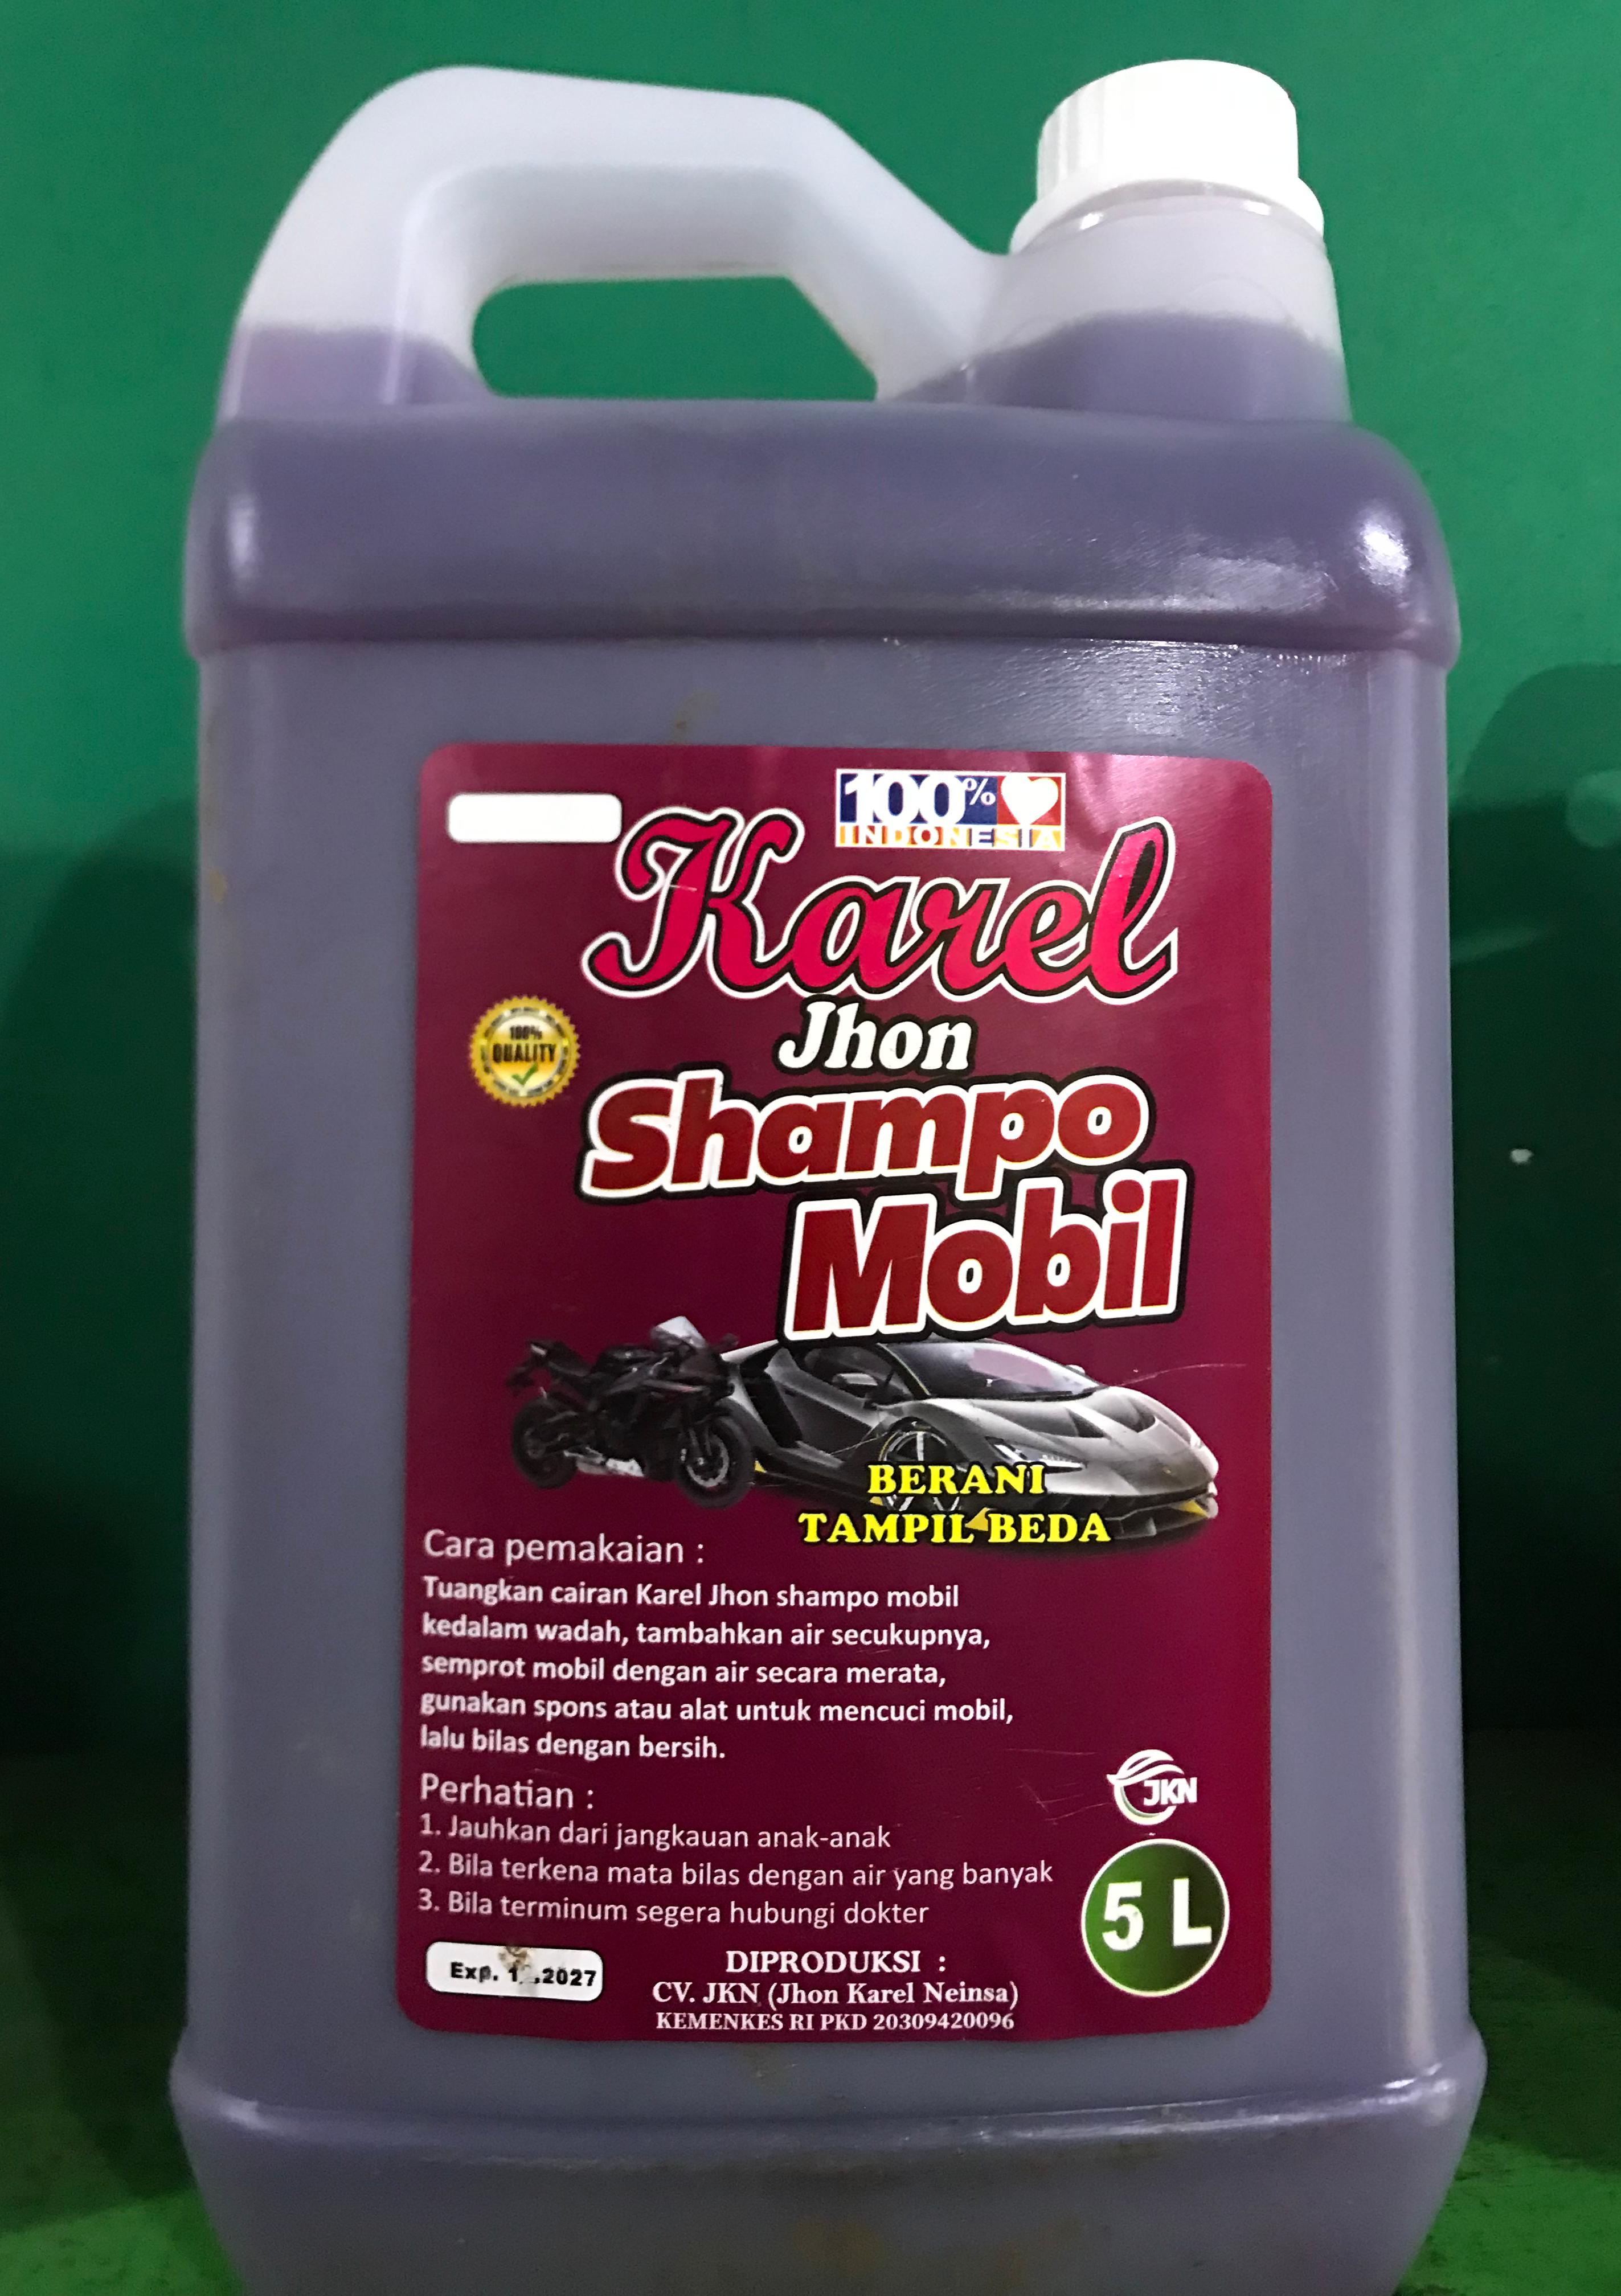 100%
INDONESIA
Karel
Jhon
100%
QUALITY
Shampo
Mobil
BERANI
TAMPIL BEDA
Cara pemakaian :
Tuangkan cairan Karel Jhon shampo mobil
kedalam wadah, tambahkan air secukupnya,
semprot mobil dengan air secara merata,
gunakan spons atau alat untuk mencuci mobil,
lalu bilas dengan bersih.
Perhatian :
1. Jauhkan dari jangkauan anak-anak
2. Bila terkena mata bilas dengan air yang banyak
3. Bila terminum segera hubungi dokter
JKN
5 L
Exp. 2027
DIPRODUKSI :
CV. JKN (Jhon Karel Neinsa)
KEMENKES RI PKD 20309420096